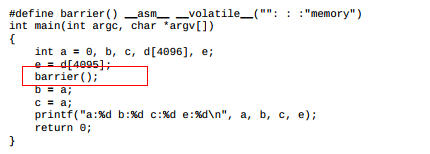 #define barrier() __asm__ __volatile__("": : :"memory")
int main(int argc, char *argv[])
{
int a = 0, b, c, d[4096], e;
e = d[4095];
barrier();
b = a;
c = a;
printf("a:%d b:%d c:%d e:%d\n", a, b, c, e);
return 0;
}